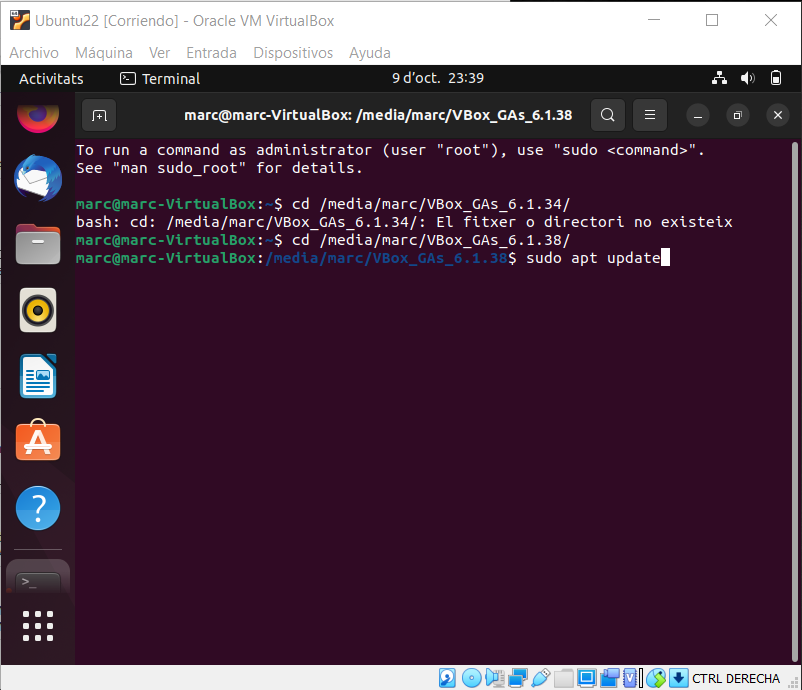 Ubuntu22 [Corriendo] - Oracle VM VirtualBox
Archivo Máquina Ver Entrada Dispositivos Ayuda
Activitats Terminal 9 d'oct. 23:39
marc@marc-VirtualBox: /media/marc/VBox_GAs_6.1.38
To run a command as administrator (user "root"), use "sudo <command>".
See "man sudo_root" for details.
marc@marc-VirtualBox:~$ cd /media/marc/VBox_GAs_6.1.34/
bash: cd: /media/marc/VBox_GAs_6.1.34/: El fitxer o directori no existeix
marc@marc-VirtualBox:~$ cd /media/marc/VBox_GAs_6.1.38/
marc@marc-VirtualBox:/media/marc/VBox_GAs_6.1.38$ sudo apt update
CTRL DERECHA